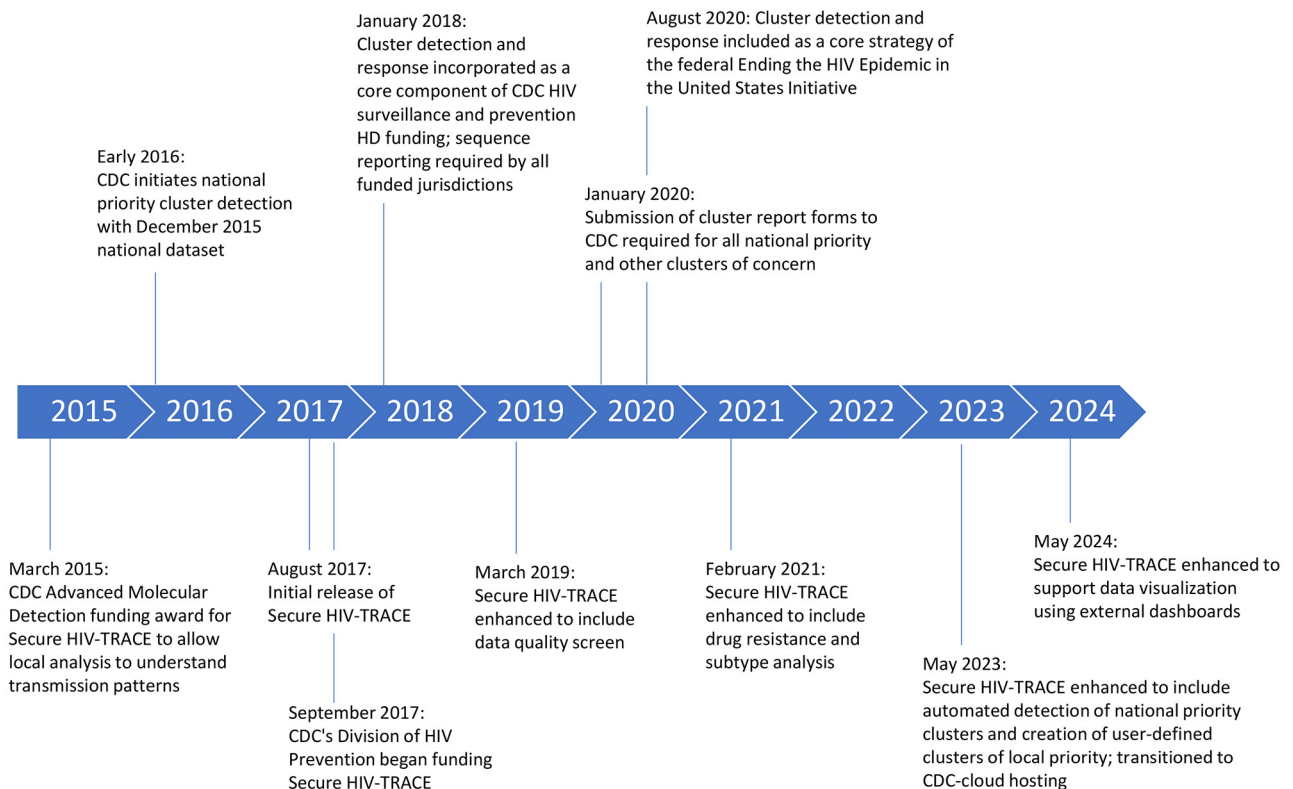 January 2018:
Cluster detection and
response incorporated as a
core component of CDC HIV
surveillance and prevention
HD funding; sequence
reporting required by all
funded jurisdictions
August 2020: Cluster detection and
response included as a core strategy of
the federal Ending the HIV Epidemic in
the United States Initiative
Early 2016:
CDC initiates national
priority cluster detection
with December 2015
national dataset
January 2020:
Submission of cluster report forms to
CDC required for all national priority
and other clusters of concern
2015 2016 2017 2018 2019 2020 2021 2022 2023 2024
March 2015:
CDC Advanced Molecular
Detection funding award for
Secure HIV-TRACE to allow
local analysis to understand
transmission patterns
August 2017:
Initial release of
Secure HIV-TRACE
September 2017:
CDC's Division of HIV
Prevention began funding
Secure HIV-TRACE
March 2019:
Secure HIV-TRACE
enhanced to include
data quality screen
February 2021:
Secure HIV-TRACE
enhanced to include
drug resistance and
subtype analysis
May 2023:
Secure HIV-TRACE enhanced to include
automated detection of national priority
clusters and creation of user-defined
clusters of local priority; transitioned to
CDC-cloud hosting
May 2024:
Secure HIV-TRACE enhanced to
support data visualization
using external dashboards